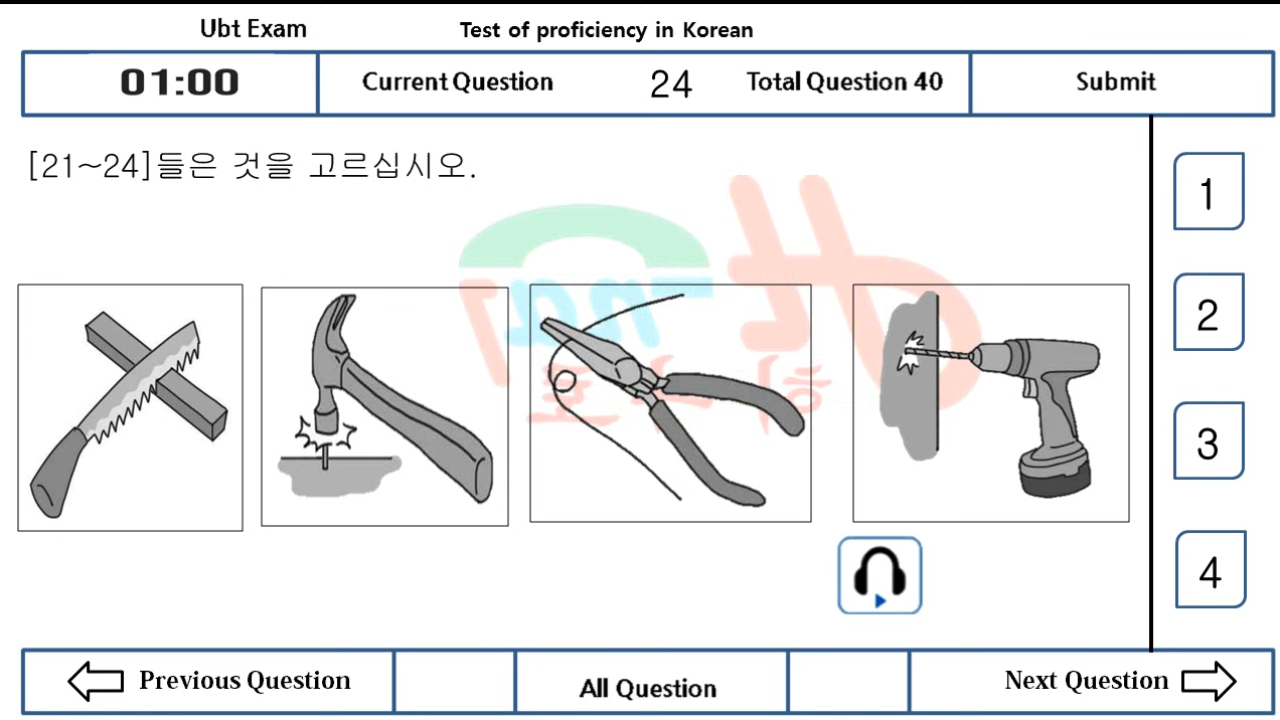 Ubt Exam Test of proficiency in Korean
01:00 Current Question 24 Total Question 40 Submit
[21~24]들은 것을 고르십시오.
1
2
3
4
Previous Question All Question Next Question